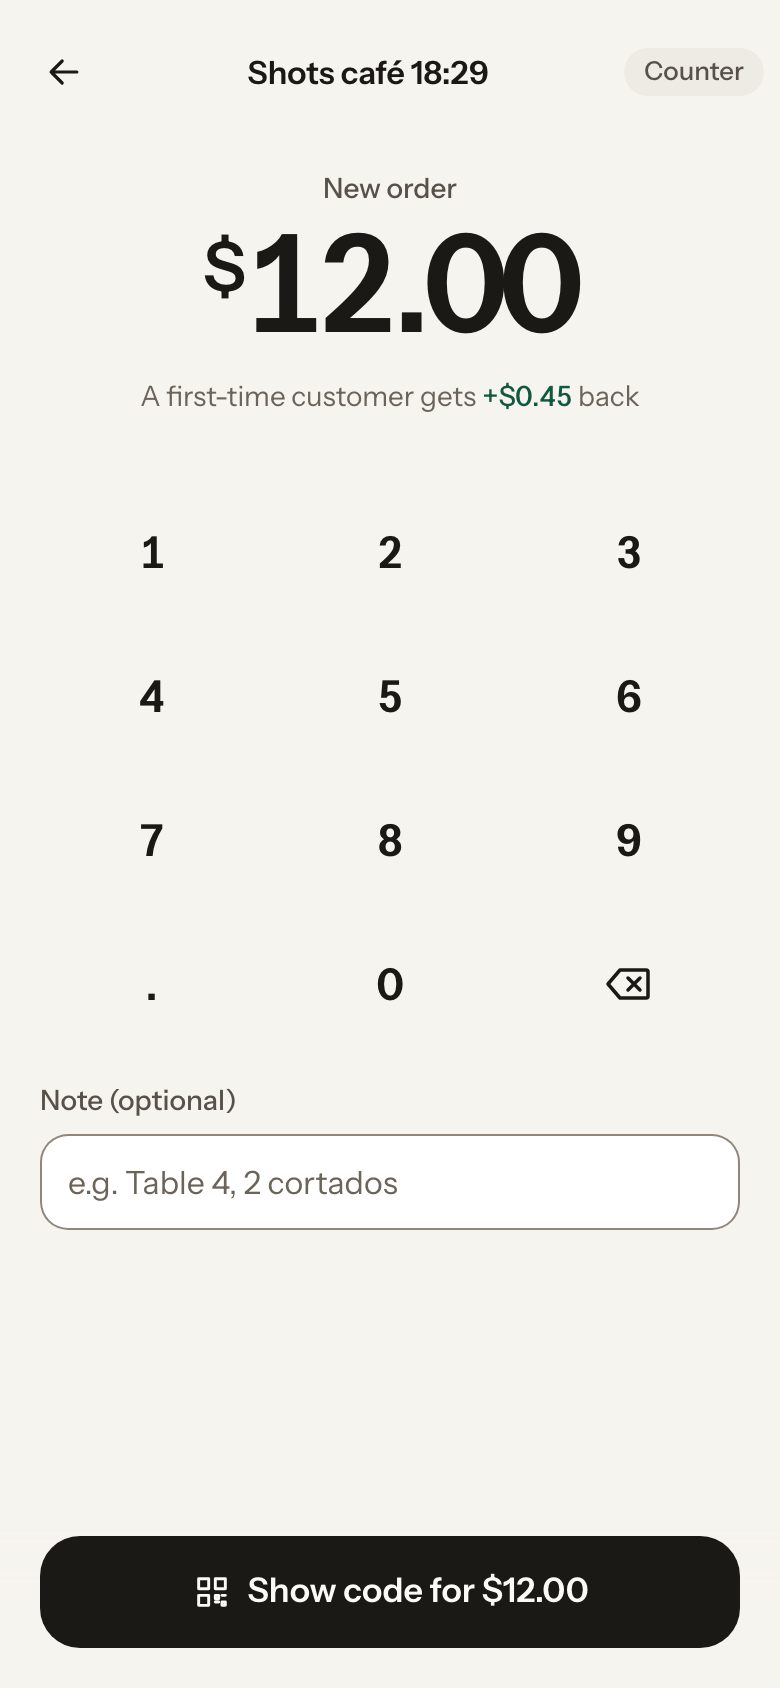 Shots café 18:29
Counter
New order
$12.00
A first-time customer gets +$0.45 back
1 2 3
4 5 6
7 8 9
. 0
Note (optional)
e.g. Table 4, 2 cortados
Show code for $12.00